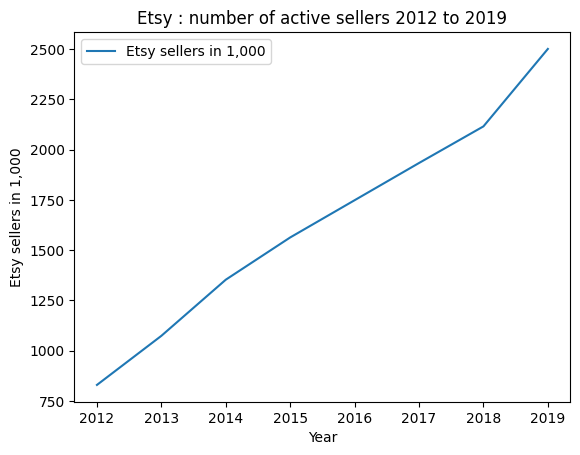 Etsy : number of active sellers 2012 to 2019
Etsy sellers in 1,000
Etsy sellers in 1,000
2500
2250
2000
1750
1500
1250
1000
750
2012 2013 2014 2015 2016 2017 2018 2019
Year